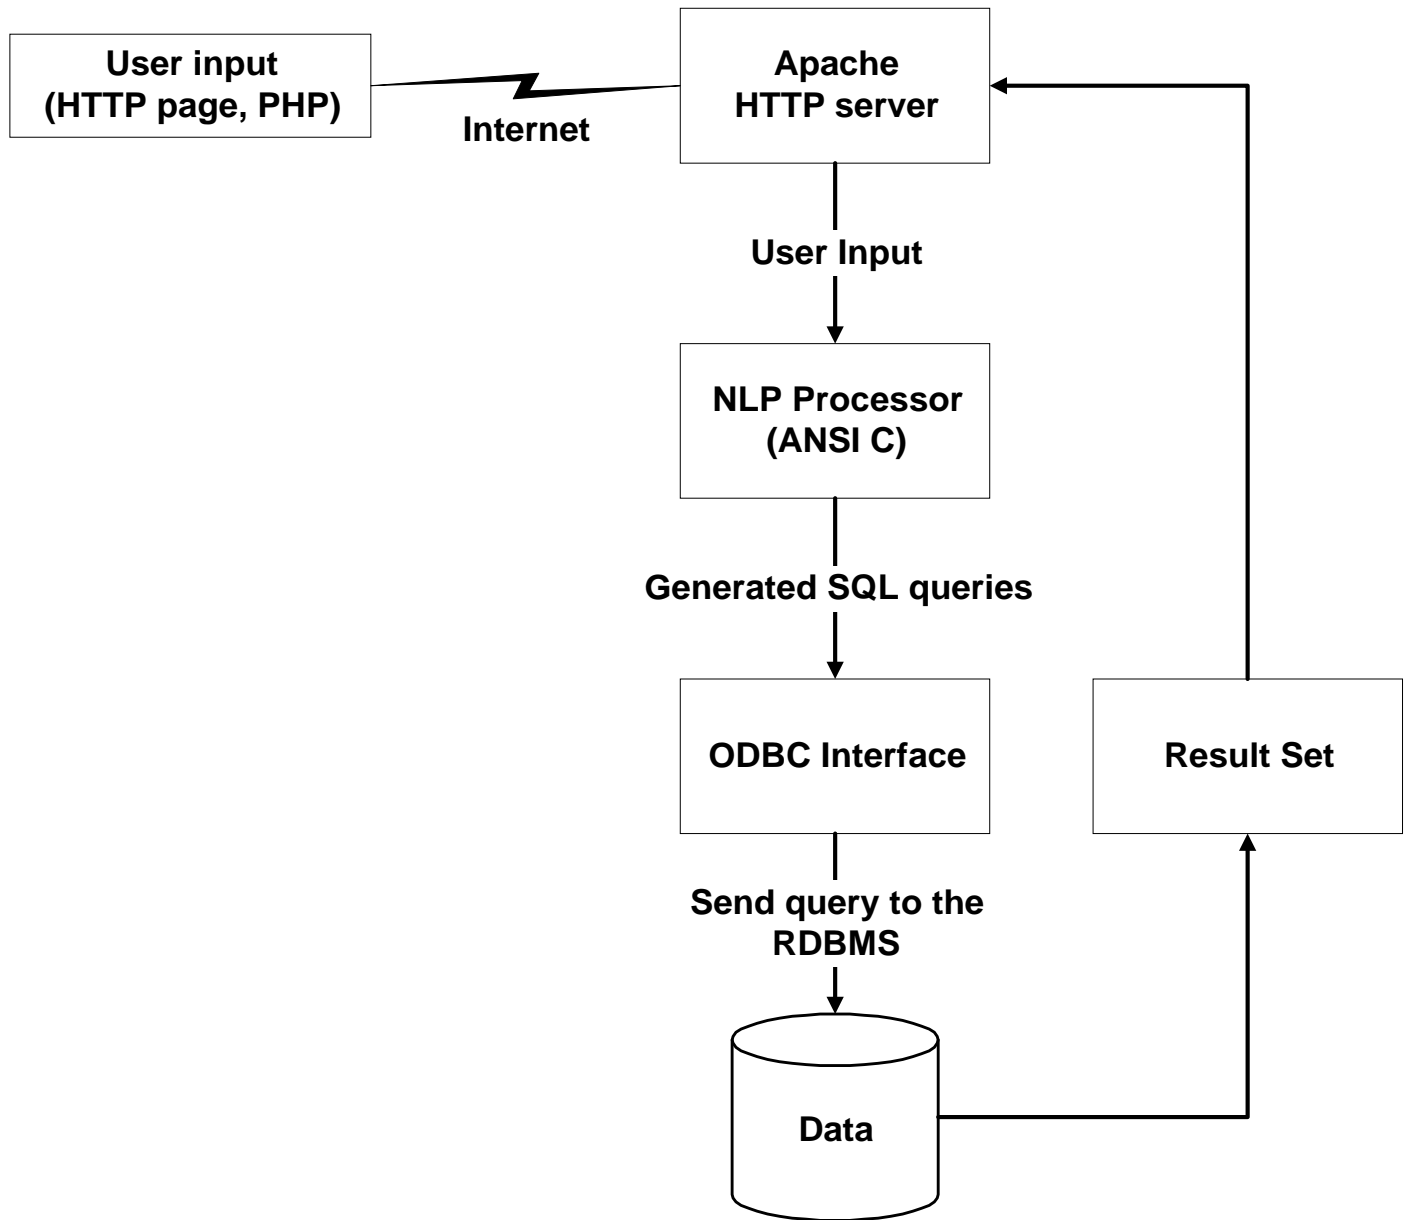 User input
(HTTP page, PHP)
Internet
Apache
HTTP server
User Input
NLP Processor
(ANSI C)
Generated SQL queries
ODBC Interface
Result Set
Send query to the
RDBMS
Data